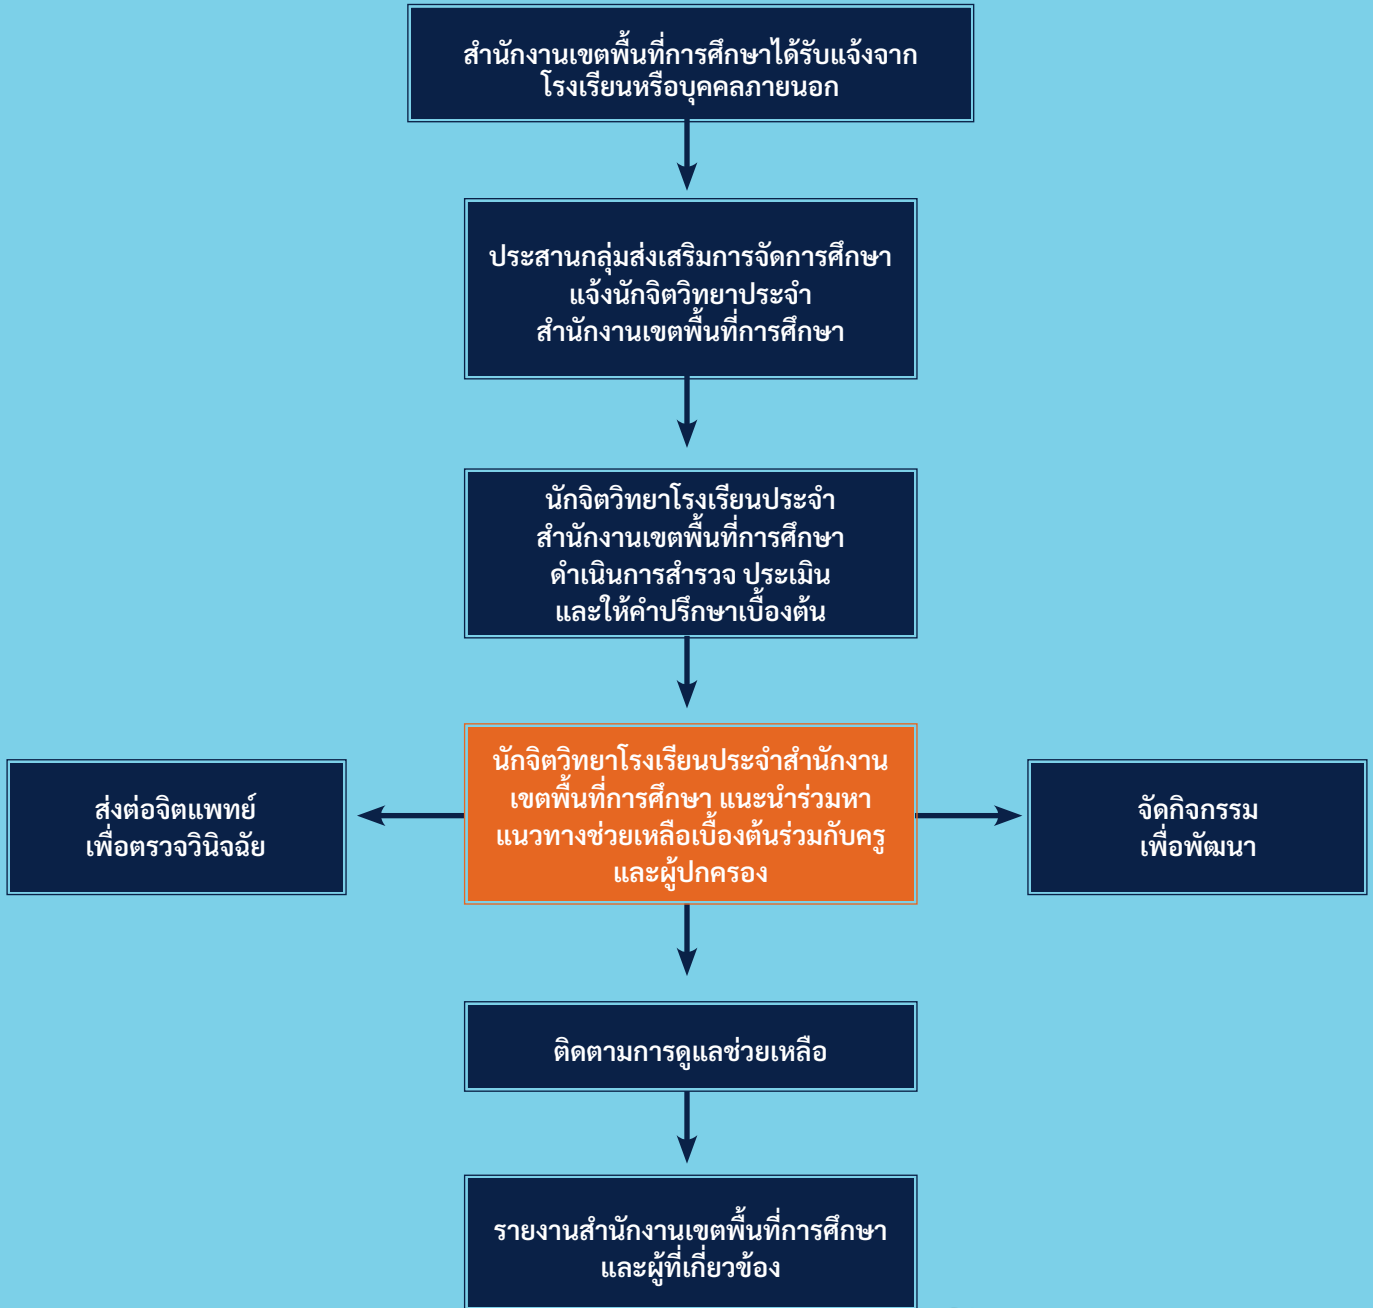 สำนักงานเขตพื้นที่การศึกษาได้รับแจ้งจาก
โรงเรียนหรือบุคคลภายนอก
ประสานกลุ่มส่งเสริมการจัดการศึกษา
แจ้งนักจิตวิทยาประจำ
สำนักงานเขตพื้นที่การศึกษา
นักจิตวิทยาโรงเรียนประจำ
สำนักงานเขตพื้นที่การศึกษา
ดำเนินการสำรวจ ประเมิน
และให้คำปรึกษาเบื้องต้น
นักจิตวิทยาโรงเรียนประจำสำนักงาน
เขตพื้นที่การศึกษา แนะนำร่วมหา
แนวทางช่วยเหลือเบื้องต้นร่วมกับครู
และผู้ปกครอง
ส่งต่อจิตแพทย์
เพื่อตรวจวินิจฉัย
จัดกิจกรรม
เพื่อพัฒนา
ติดตามการดูแลช่วยเหลือ
รายงานสำนักงานเขตพื้นที่การศึกษา
และผู้ที่เกี่ยวข้อง